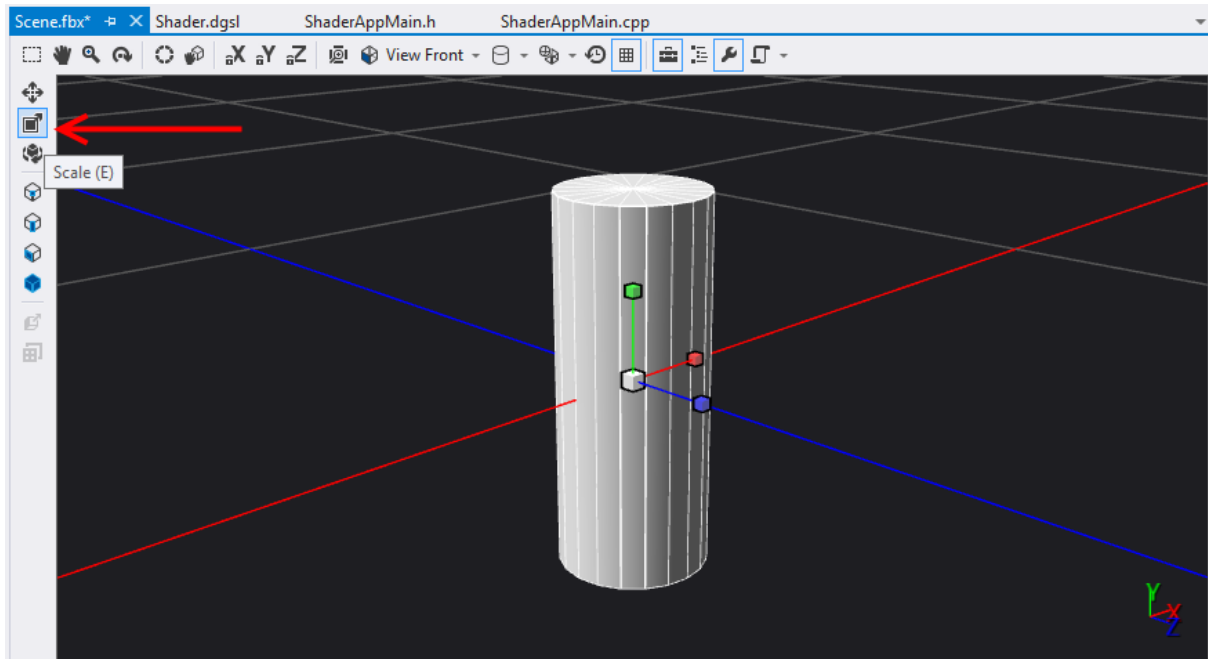 Scene.fbx* Shader.dgsl ShaderAppMain.h ShaderAppMain.cpp
X Y Z View Front
Scale (E)
Y
X
Z